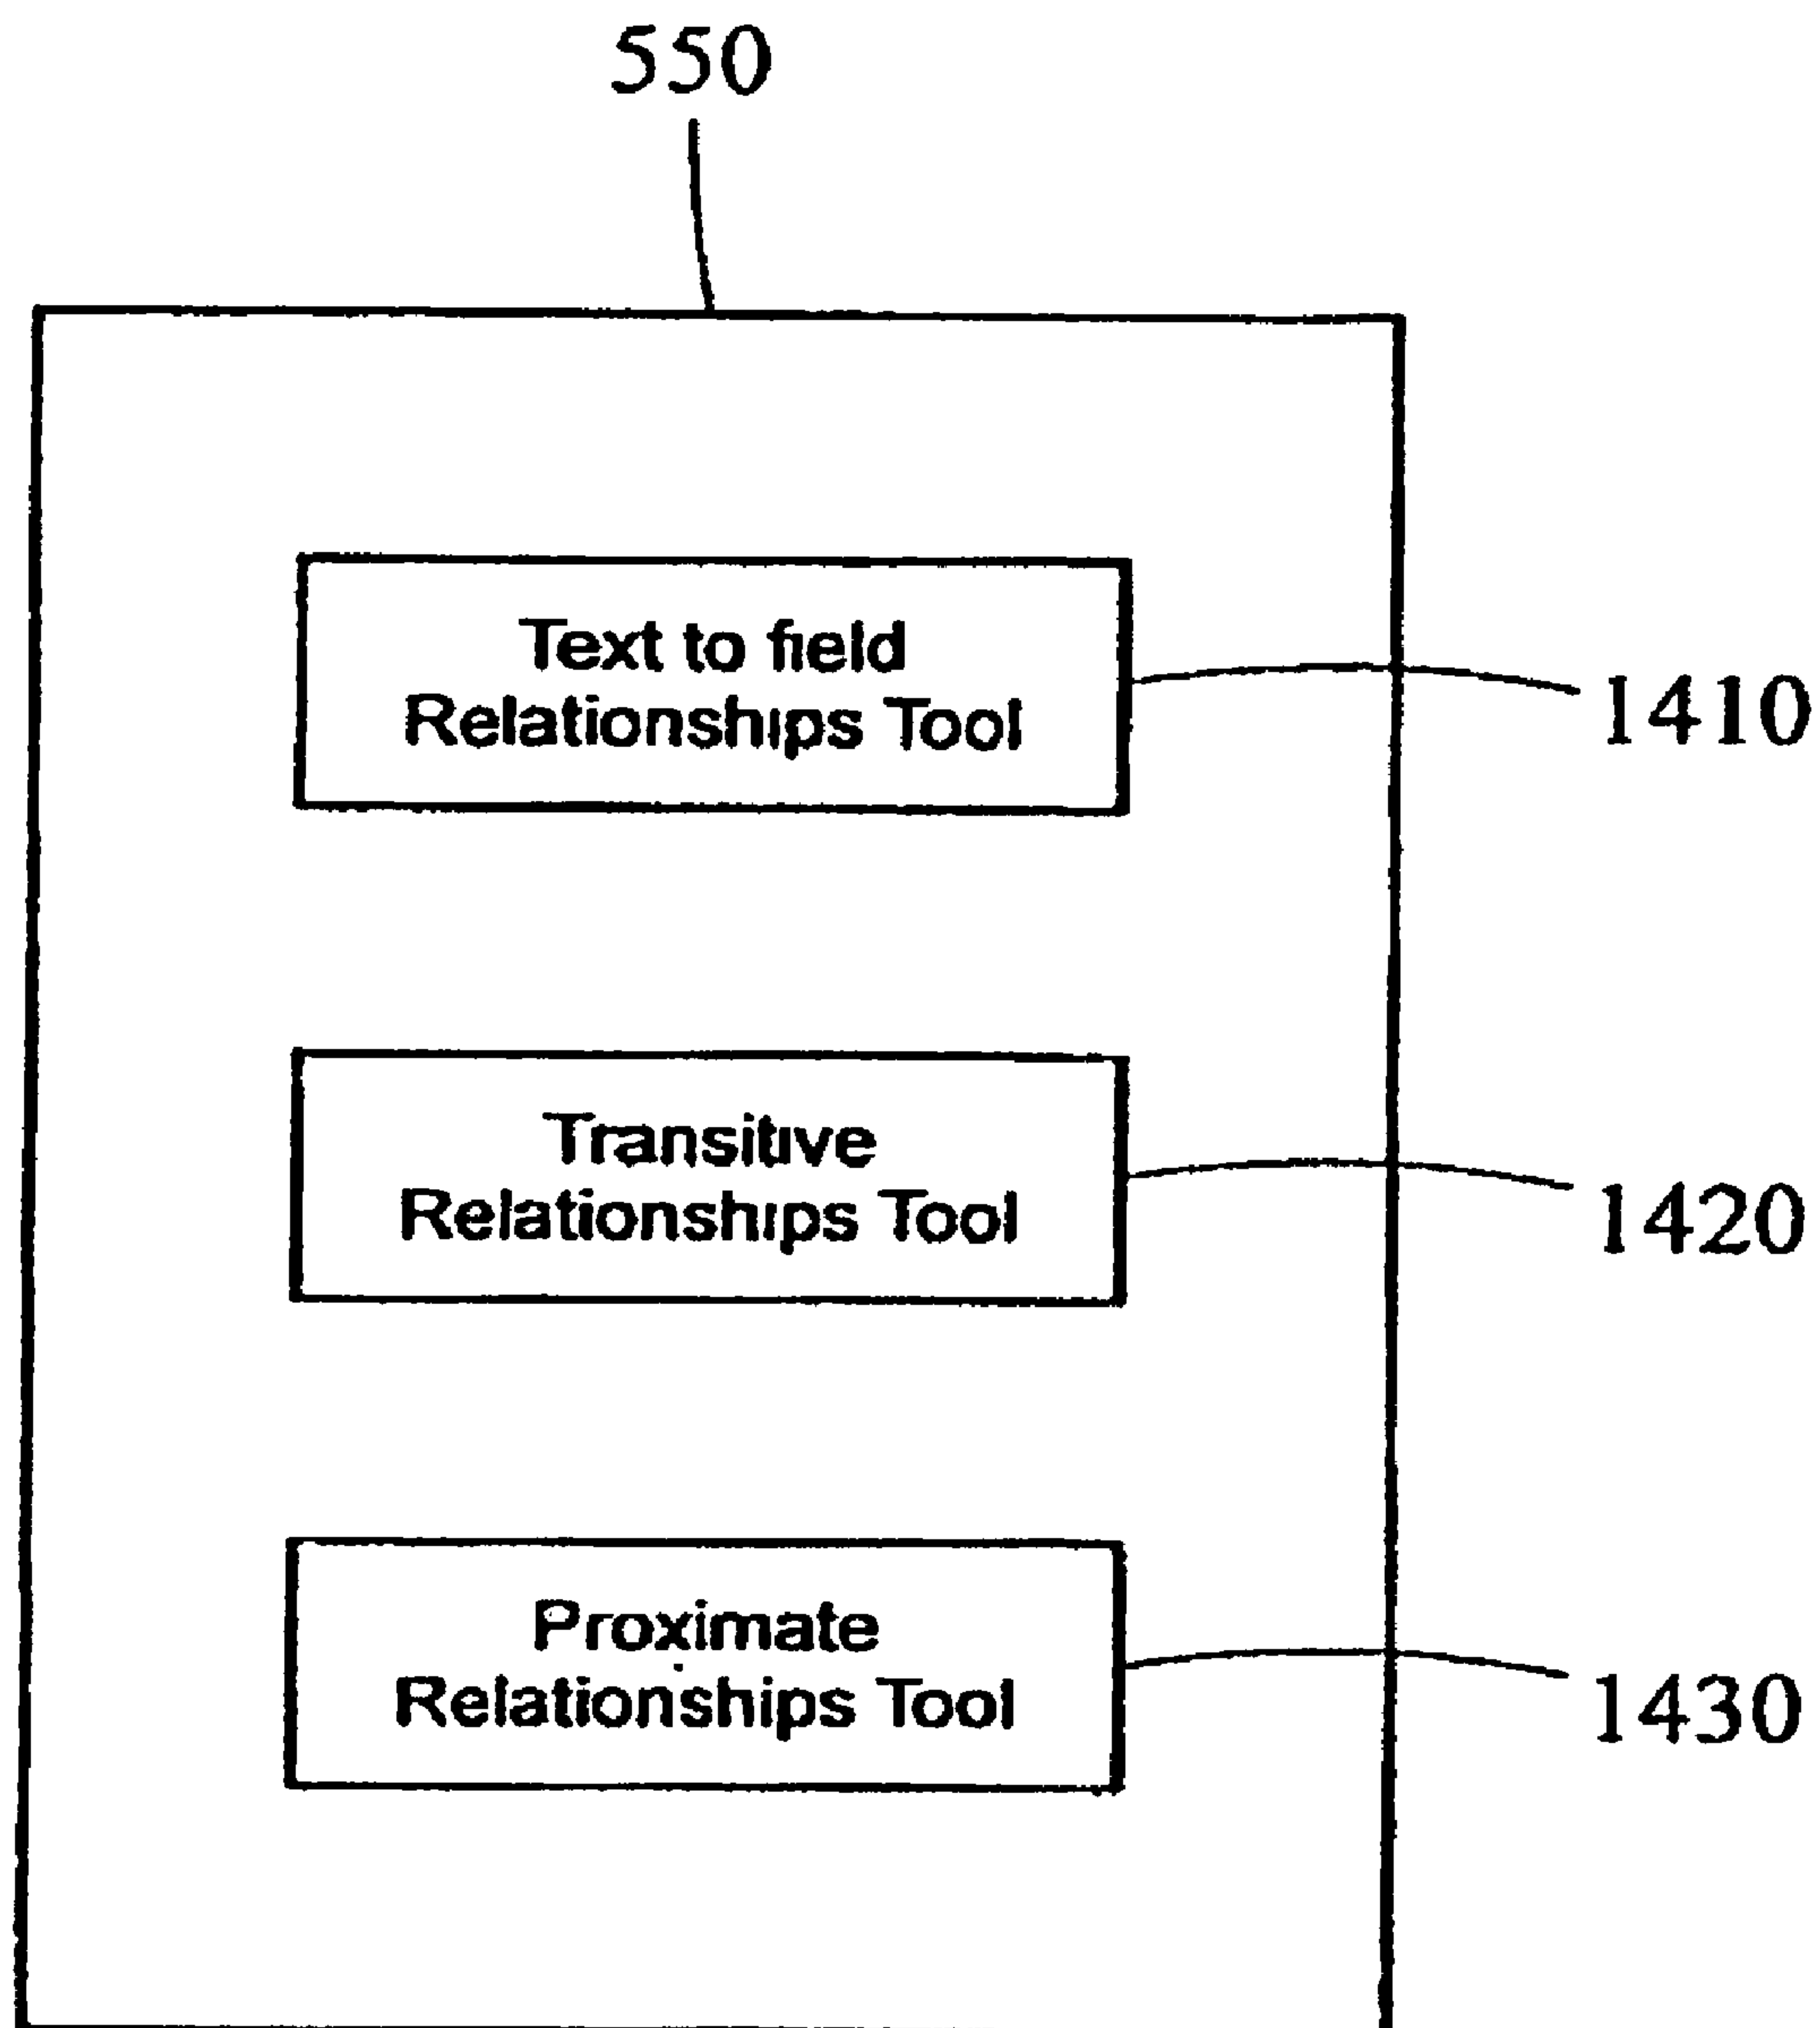 550
Text to field
Relationships Tool
1410
Transitive
Relationships Tool
1420
Proximate
Relationships Tool
1430